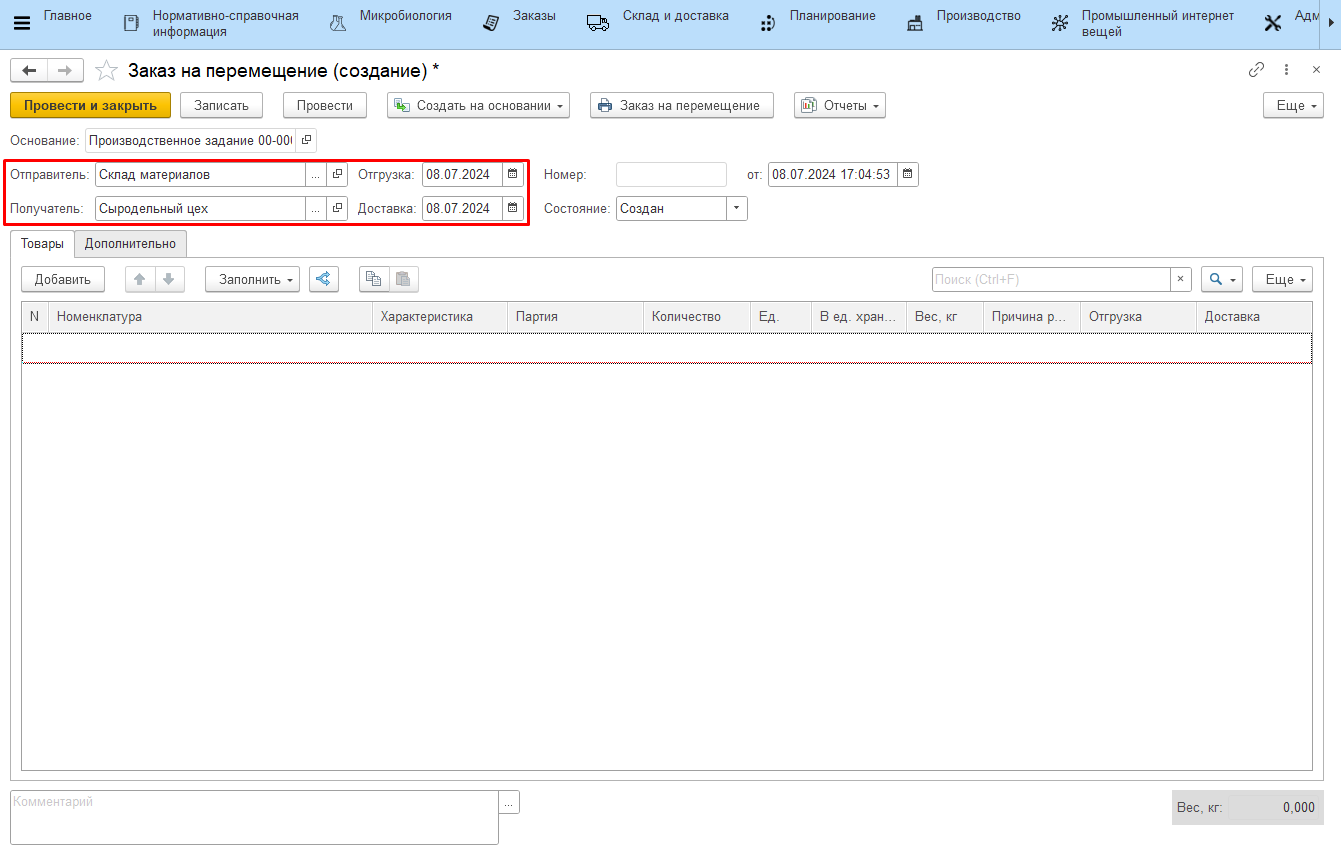 Главное
Нормативно-справочная
информация
Микробиология
Заказы
Склад и доставка
Планирование
Производство
Промышленный интернет
вещей
Адм
Заказ на перемещение (создание) *
Провести и закрыть
Записать
Провести
Создать на основании
Заказ на перемещение
Отчеты
Еще
Основание: Производственное задание 00-00
Отправитель: Склад материалов ... Отгрузка: 08.07.2024 Номер: от: 08.07.2024 17:04:53
Получатель: Сыродельный цех ... Доставка: 08.07.2024 Состояние: Создан
Товары Дополнительно
Добавить Заполнить Поиск (Ctrl+F) × Еще
N Номенклатура Характеристика Партия Количество Ед. В ед. хран... Вес, кг Причина р... Отгрузка Доставка
Комментарий ...
Вес, кг: 0,000